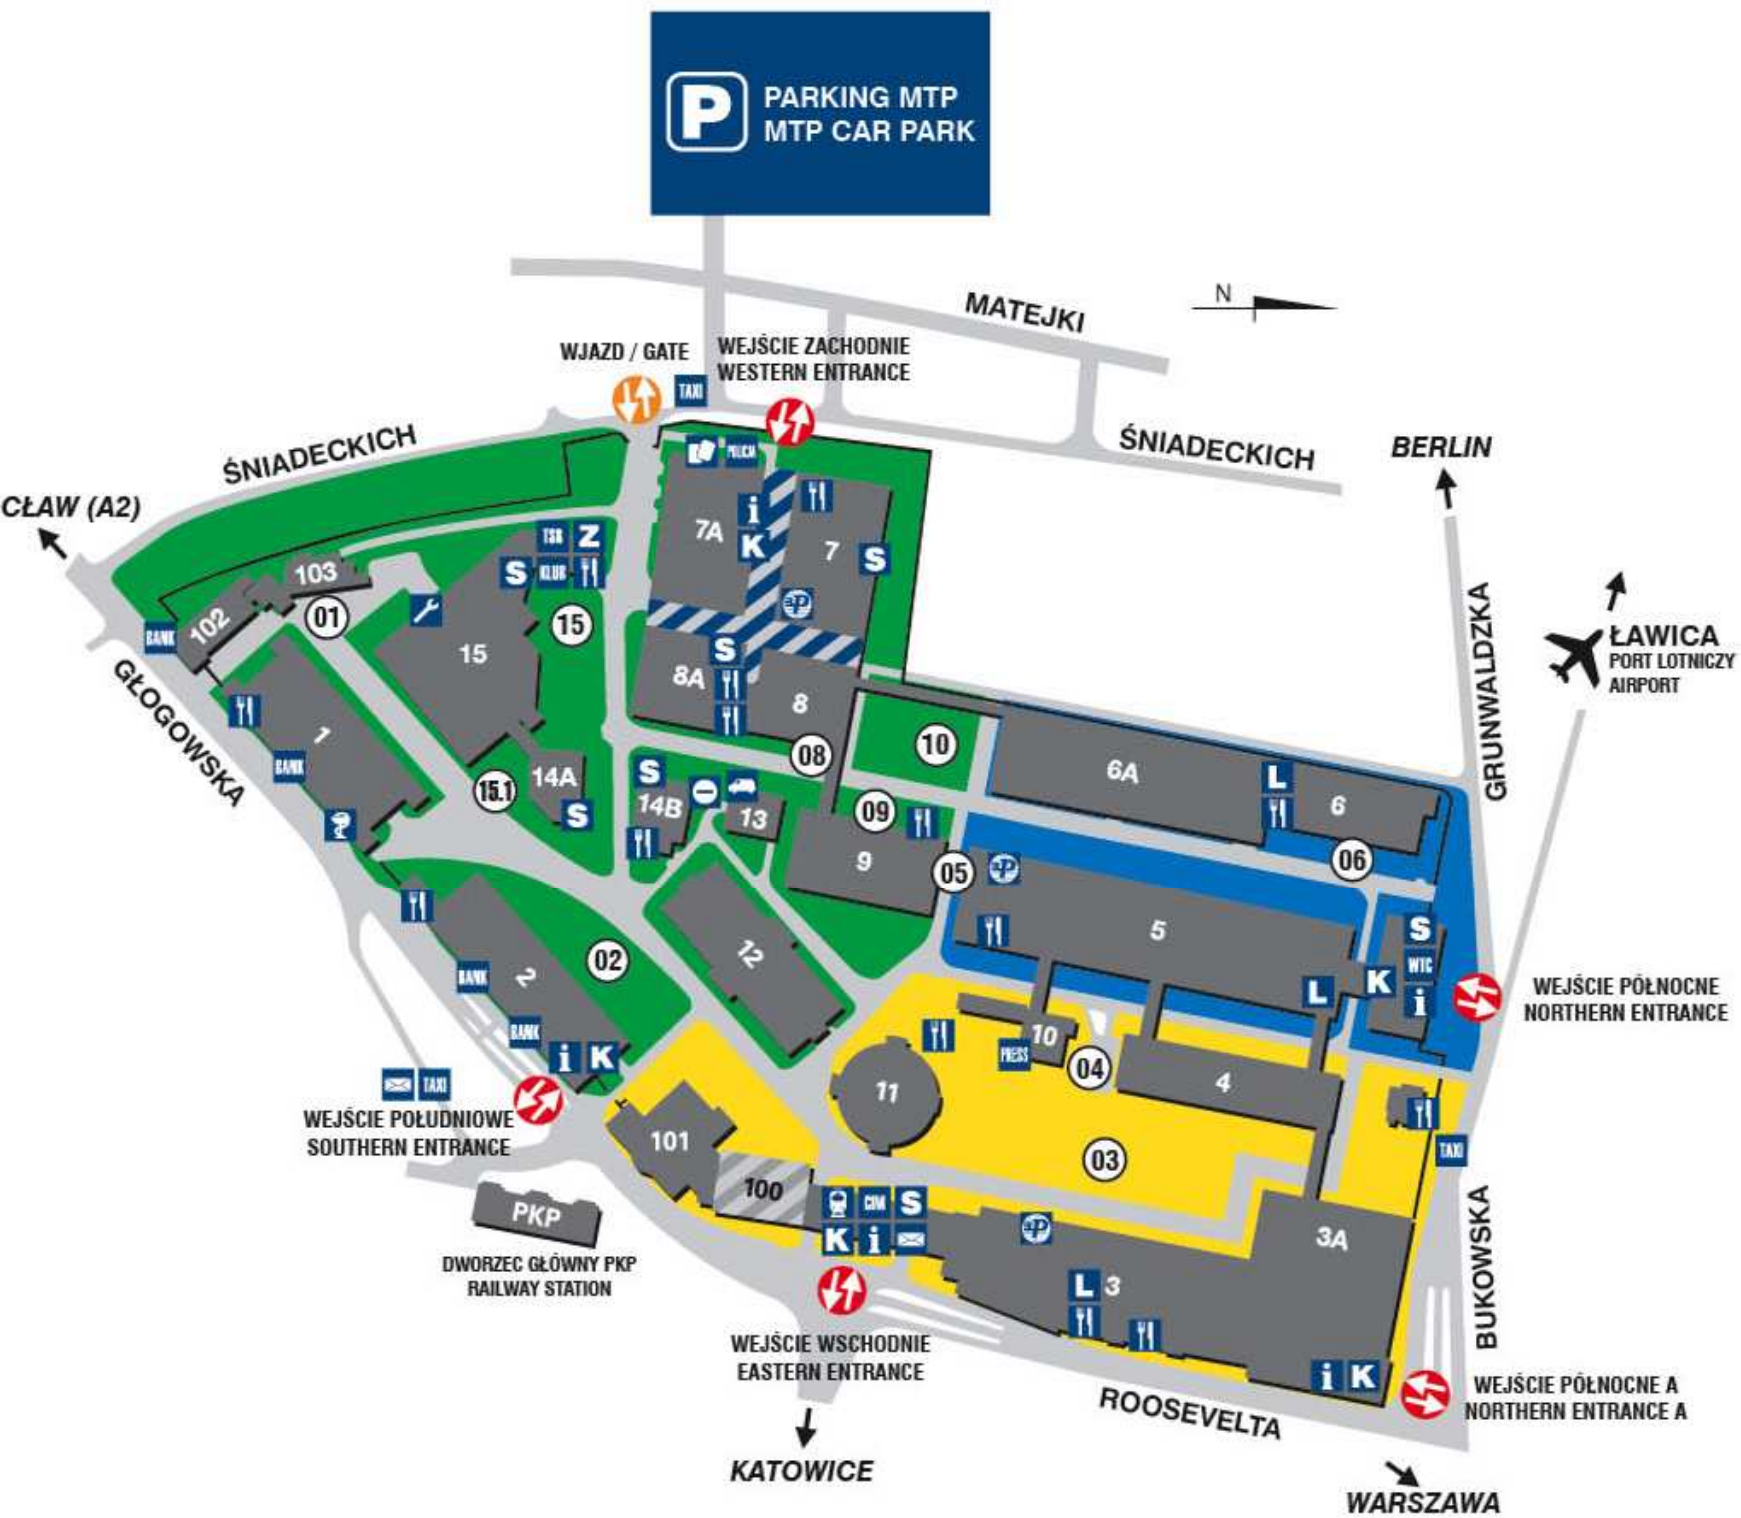 P
PARKING MTP
MTP CAR PARK
MATEJKI
N
WJAZD / GATE
WEJŚCIE ZACHODNIE
WESTERN ENTRANCE
TAXI
ŚNIADECKICH
ŚNIADECKICH
BERLIN
CŁAW (A2)
POLICJA
7A
i
K
7
S
TSR
Z
S
KLUB
103
01
102
BANK
15
15
ŁAWICA
PORT LOTNICZY
AIRPORT
GRUNWALDZKA
GŁOGOWSKA
1
BANK
S
8A
8
08
10
6A
L
6
14A
15.1
S
S
14B
13
09
9
05
06
P
P
5
S
WTC
K
i
L
WEJŚCIE PÓŁNOCNE
NORTHERN ENTRANCE
02
12
2
BANK
BANK
i
K
10
PRESS
04
4
11
TAXI
WEJŚCIE POŁUDNIOWE
SOUTHERN ENTRANCE
101
100
03
TAXI
PKP
DWORZEC GŁÓWNY PKP
RAILWAY STATION
CIM
S
K
i
P
3A
L
3
BUKOWSKA
WEJŚCIE WSCHODNIE
EASTERN ENTRANCE
i
K
WEJŚCIE PÓŁNOCNE A
NORTHERN ENTRANCE A
ROOSEVELTA
KATOWICE
WARSZAWA